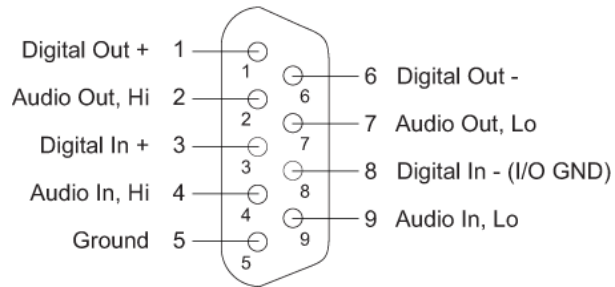 Digital Out + 1
1
6 Digital Out -
6
Audio Out, Hi 2
2
7 Audio Out, Lo
7
Digital In + 3
3
8 Digital In - (I/O GND)
8
Audio In, Hi 4
4
9 Audio In, Lo
9
Ground 5
5